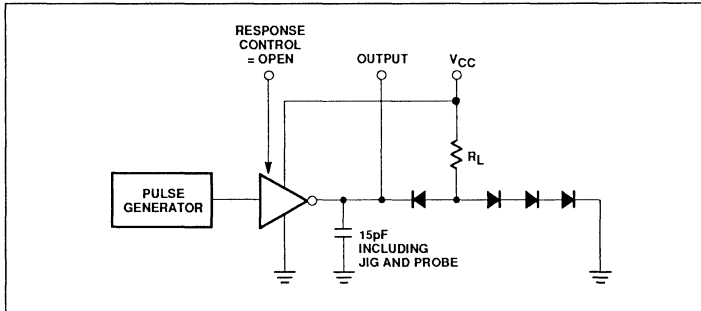 RESPONSE
CONTROL
= OPEN
OUTPUT
VCC
RL
PULSE
GENERATOR
15pF
INCLUDING
JIG AND PROBE